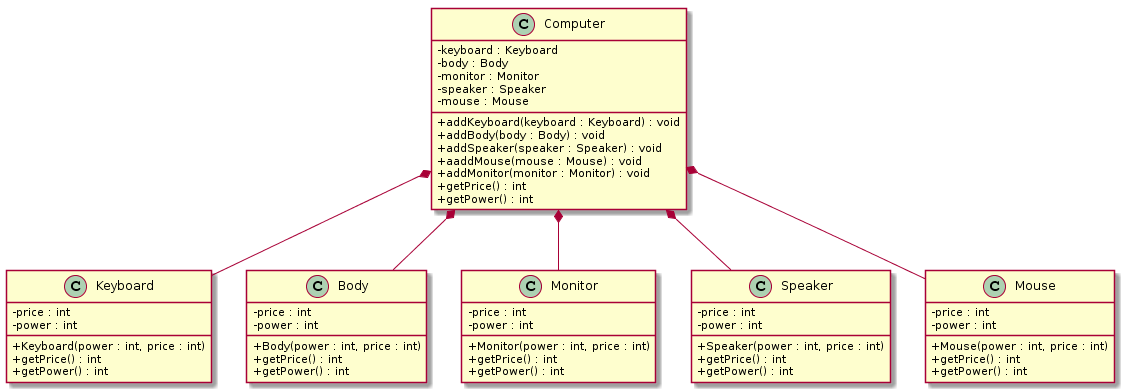 C Computer
-keyboard : Keyboard
-body : Body
-monitor : Monitor
-speaker : Speaker
-mouse : Mouse
+addKeyboard(keyboard : Keyboard) : void
+addBody(body : Body) : void
+addSpeaker(speaker : Speaker) : void
+aaddMouse(mouse : Mouse) : void
+addMonitor(monitor : Monitor) : void
+getPrice() : int
+getPower() : int
C Keyboard
-price : int
-power : int
+Keyboard(power : int, price : int)
+getPrice() : int
+getPower() : int
C Body
-price : int
-power : int
+Body(power : int, price : int)
+getPrice() : int
+getPower() : int
C Monitor
-price : int
-power : int
+Monitor(power : int, price : int)
+getPrice() : int
+getPower() : int
C Speaker
-price : int
-power : int
+Speaker(power : int, price : int)
+getPrice() : int
+getPower() : int
C Mouse
-price : int
-power : int
+Mouse(power : int, price : int)
+getPrice() : int
+getPower() : int